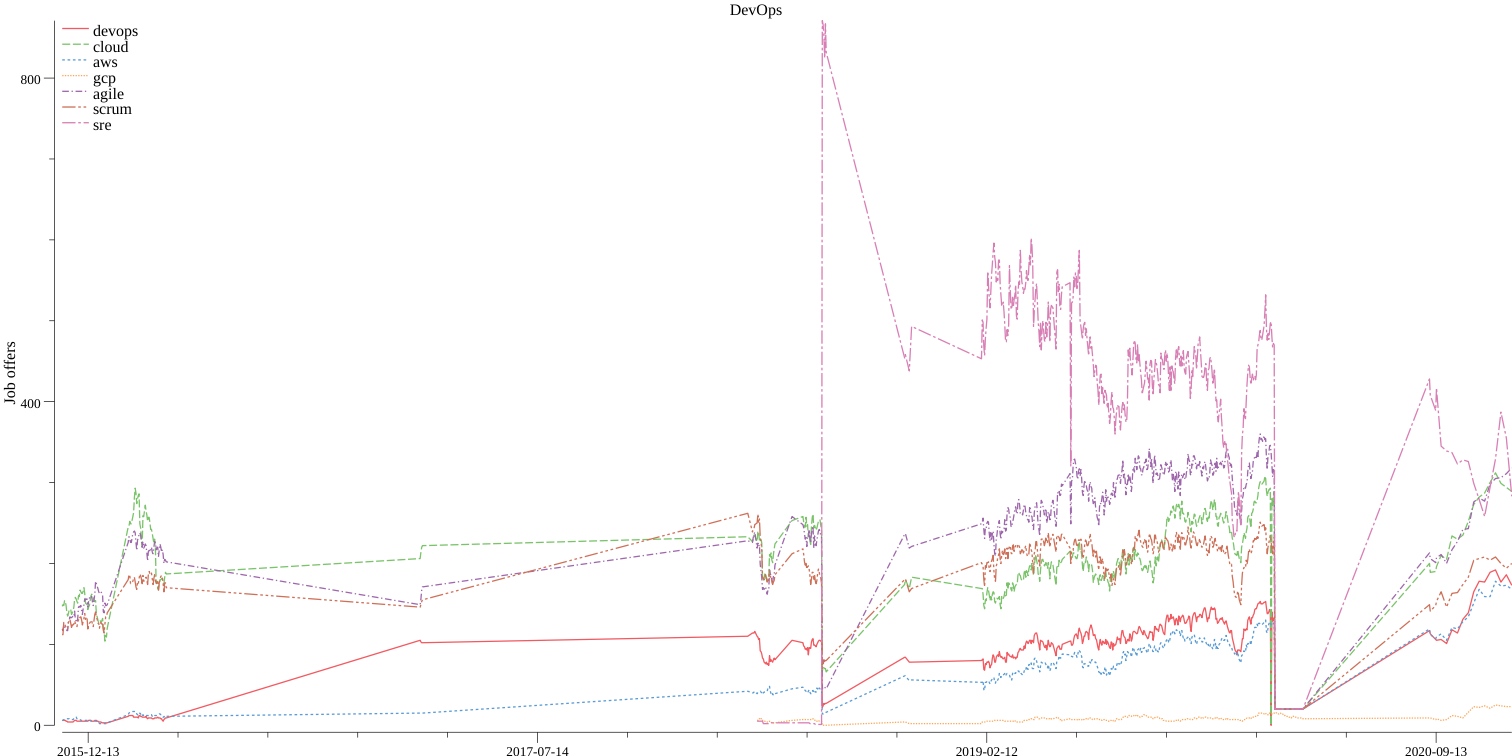 DevOps
devops
cloud
aws
gcp
agile
scrum
sre
Job offers
800
400
0
2015-12-13
2017-07-14
2019-02-12
2020-09-13